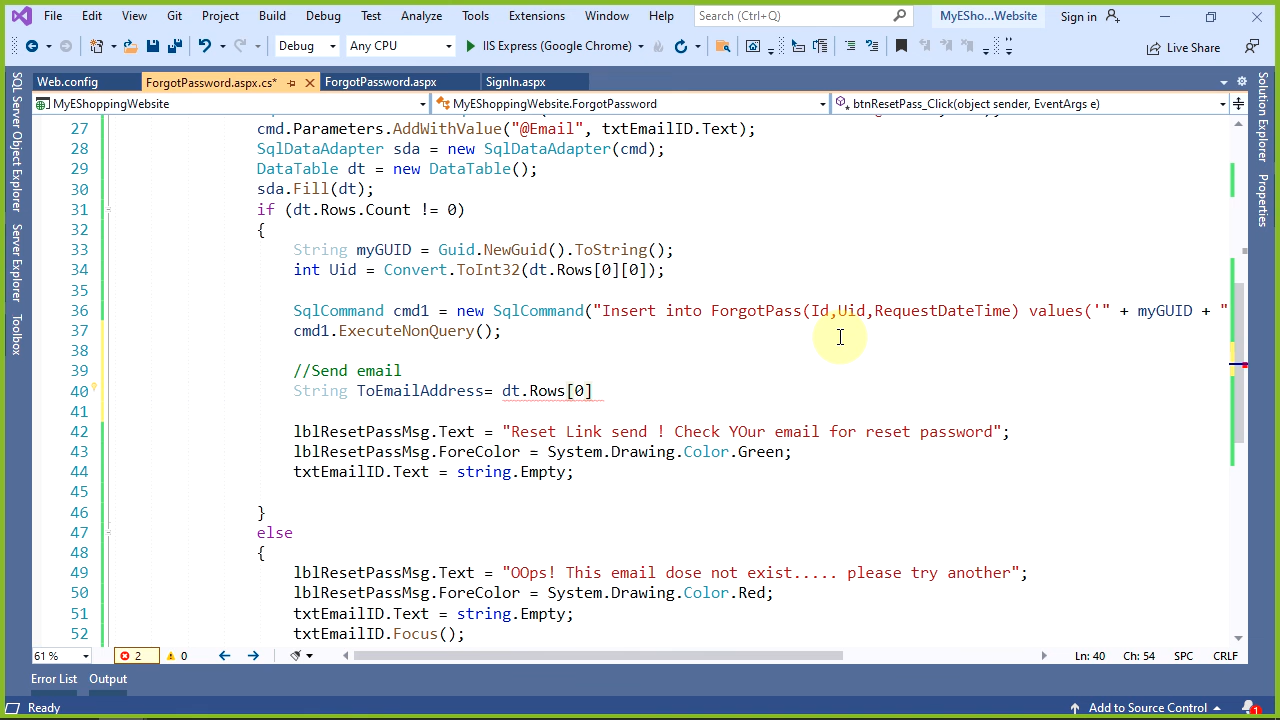 File Edit View Git Project Build Debug Test Analyze Tools Extensions Window Help Search (Ctrl+Q) MyESho...Website Sign in
Debug Any CPU IIS Express (Google Chrome) Live Share
Web.config ForgotPassword.aspx.cs* ForgotPassword.aspx SignIn.aspx
MyEShoppingWebsite MyEShoppingWebsite.ForgotPassword btnResetPass_Click(object sender, EventArgs e)
SQL Server Object Explorer
Server Explorer
Toolbox
27 cmd.Parameters.AddWithValue("@Email", txtEmailID.Text);
28 SqlDataAdapter sda = new SqlDataAdapter(cmd);
29 DataTable dt = new DataTable();
30 sda.Fill(dt);
31 if (dt.Rows.Count != 0)
32 {
33 String myGUID = Guid.NewGuid().ToString();
34 int Uid = Convert.ToInt32(dt.Rows[0][0]);
35
36 SqlCommand cmd1 = new SqlCommand("Insert into ForgotPass(Id,Uid,RequestDateTime) values('" + myGUID + "
37 cmd1.ExecuteNonQuery();
38
39 //Send email
40 String ToEmailAddress= dt.Rows[0]
41
42 lblResetPassMsg.Text = "Reset Link send ! Check YOur email for reset password";
43 lblResetPassMsg.ForeColor = System.Drawing.Color.Green;
44 txtEmailID.Text = string.Empty;
45
46 }
47 else
48 {
49 lblResetPassMsg.Text = "OOps! This email dose not exist..... please try another";
50 lblResetPassMsg.ForeColor = System.Drawing.Color.Red;
51 txtEmailID.Text = string.Empty;
52 txtEmailID.Focus();
Solution Explorer
Properties
61 % 2 0 Ln: 40 Ch: 54 SPC CRLF
Error List Output
Ready Add to Source Control 1